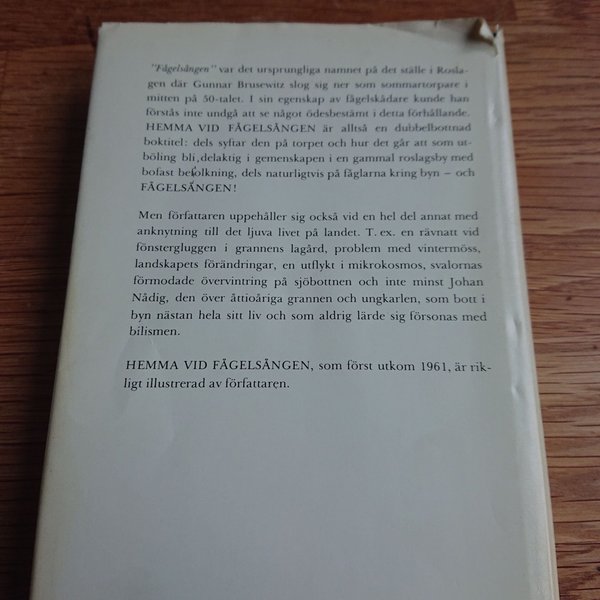 "Fågelsången" var det ursprungliga namnet på det ställe i Rosla-
gen där Gunnar Brusewitz slog sig ner som sommartorpare i
mitten på 50-talet. I sin egenskap av fågelskådare kunde han
förstås inte undgå att se något ödesbestämt i detta förhållande.
HEMMA VID FÅGELSÅNGEN är alltså en dubbelbottnad
boktitel: dels syftar den på torpet och hur det går att som ut-
böling bli delaktig i gemenskapen i en gammal roslagsby med
bofast befolkning, dels naturligtvis på fåglarna kring byn – och
FÅGELSÅNGEN!
Men författaren uppehåller sig också vid en hel del annat med
anknytning till det ljuva livet på landet. T. ex. en rävnatt vid
fönstergluggen i grannens lagård, problem med vintermöss,
landskapets förändringar, en utflykt i mikrokosmos, svalornas
förmodade övervintring på sjöbottnen och inte minst Johan
Nådig, den över åttioåriga grannen och ungkarlen, som bott i
byn nästan hela sitt liv och som aldrig lärde sig försonas med
bilismen.
HEMMA VID FÅGELSÅNGEN, som först utkom 1961, är rik-
ligt illustrerad av författaren.